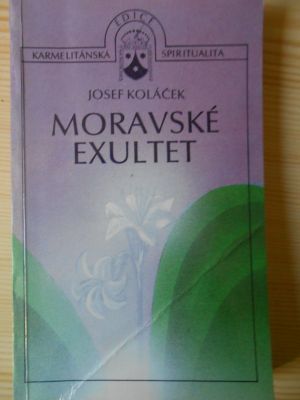 EDICE
KARMELITÁNSKÁ SPIRITUALITA
JOSEF KOLÁČEK
MORAVSKÉ
EXULTET